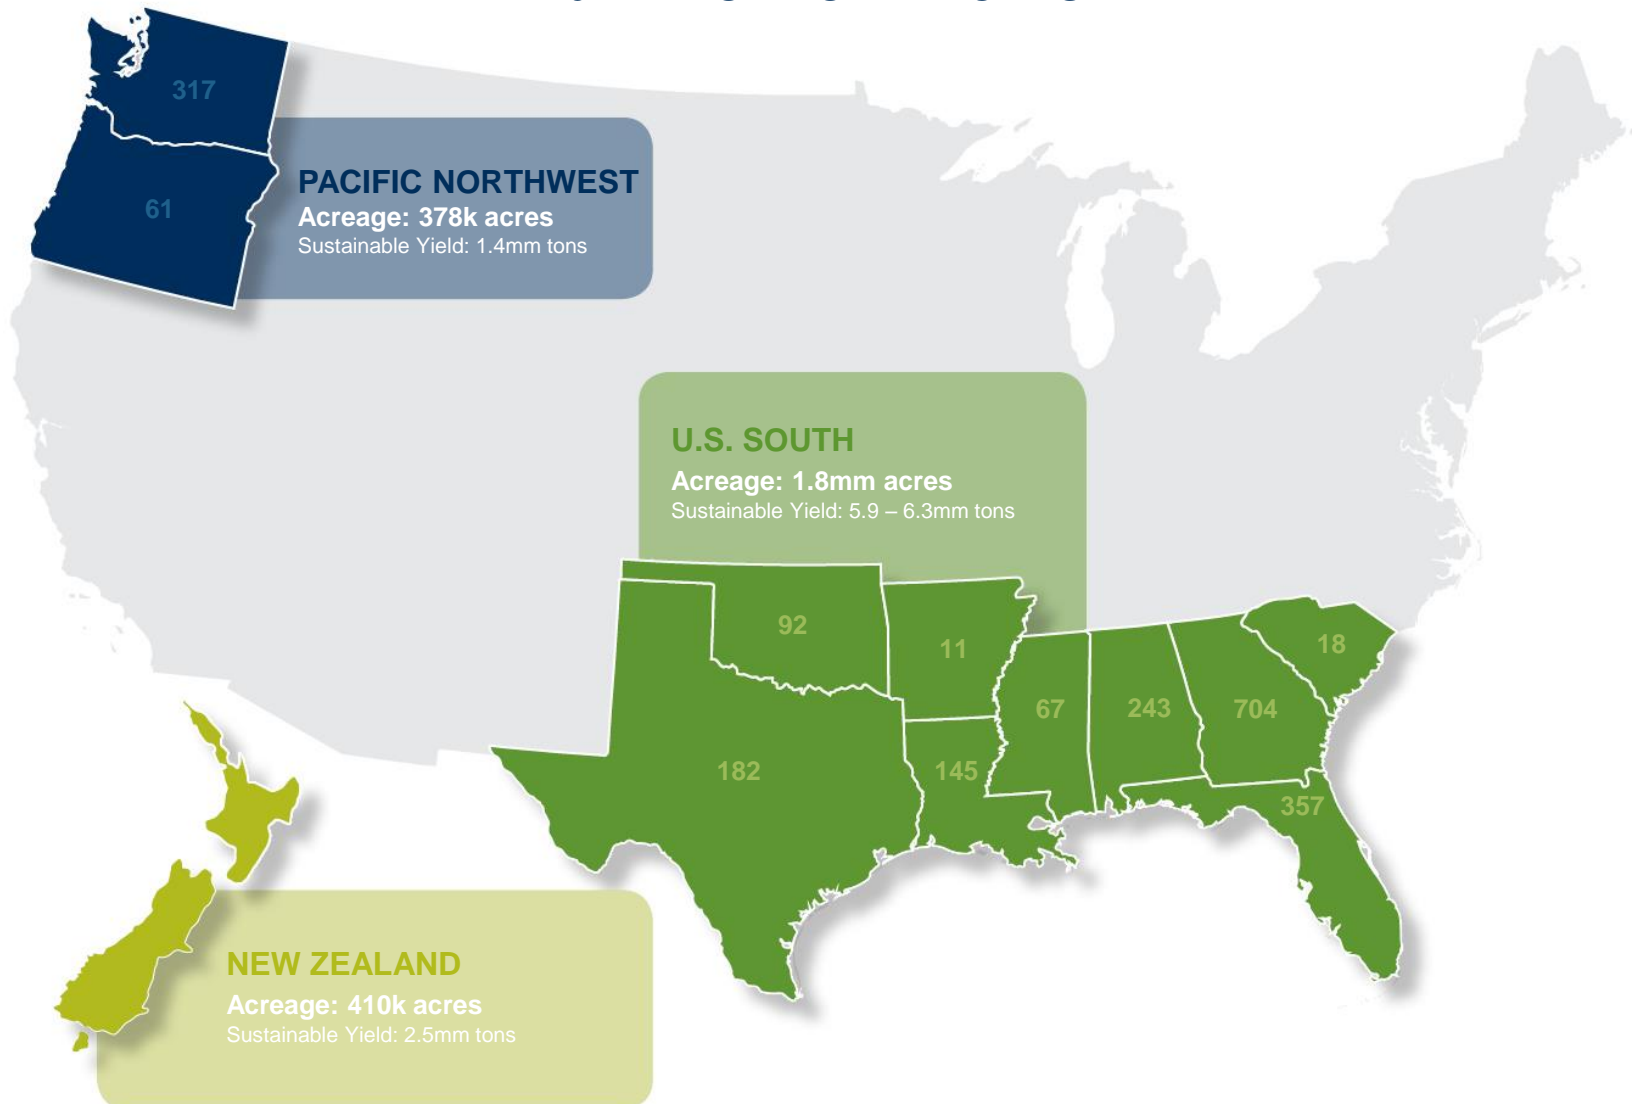 317
61
PACIFIC NORTHWEST
Acreage: 378k acres
Sustainable Yield: 1.4mm tons
U.S. SOUTH
Acreage: 1.8mm acres
Sustainable Yield: 5.9 – 6.3mm tons
92
11
18
67
243
704
182
145
357
NEW ZEALAND
Acreage: 410k acres
Sustainable Yield: 2.5mm tons